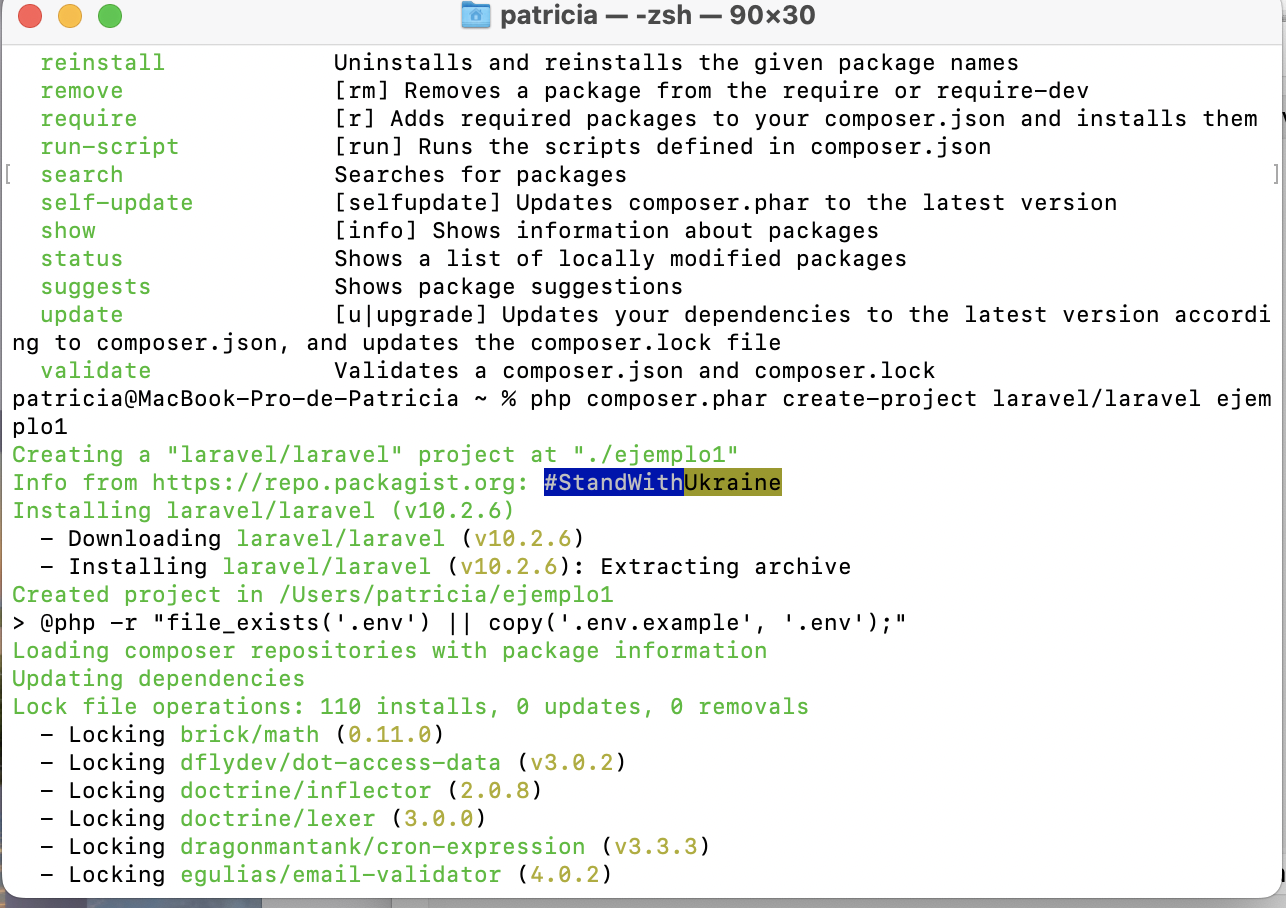 patricia — -zsh — 90×30
reinstall Uninstalls and reinstalls the given package names
remove [rm] Removes a package from the require or require-dev
require [r] Adds required packages to your composer.json and installs them
run-script [run] Runs the scripts defined in composer.json
[ search Searches for packages ]
self-update [selfupdate] Updates composer.phar to the latest version
show [info] Shows information about packages
status Shows a list of locally modified packages
suggests Shows package suggestions
update [u|upgrade] Updates your dependencies to the latest version accordi
ng to composer.json, and updates the composer.lock file
validate Validates a composer.json and composer.lock
patricia@MacBook-Pro-de-Patricia ~ % php composer.phar create-project laravel/laravel ejem
plo1
Creating a "laravel/laravel" project at "./ejemplo1"
Info from https://repo.packagist.org: #StandWithUkraine
Installing laravel/laravel (v10.2.6)
- Downloading laravel/laravel (v10.2.6)
- Installing laravel/laravel (v10.2.6): Extracting archive
Created project in /Users/patricia/ejemplo1
> @php -r "file_exists('.env') || copy('.env.example', '.env');"
Loading composer repositories with package information
Updating dependencies
Lock file operations: 110 installs, 0 updates, 0 removals
- Locking brick/math (0.11.0)
- Locking dflydev/dot-access-data (v3.0.2)
- Locking doctrine/inflector (2.0.8)
- Locking doctrine/lexer (3.0.0)
- Locking dragonmantank/cron-expression (v3.3.3)
- Locking egulias/email-validator (4.0.2)